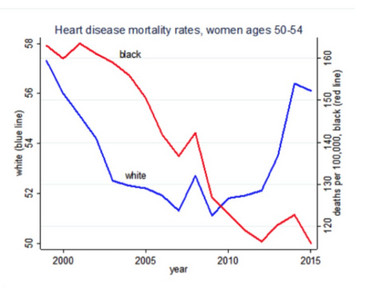 Heart disease mortality rates, women ages 50-54
white (blue line)
58
56
54
52
50
black
white
160
150
140
130
120
deaths per 100,000, black (red line)
2000
2005
2010
2015
year